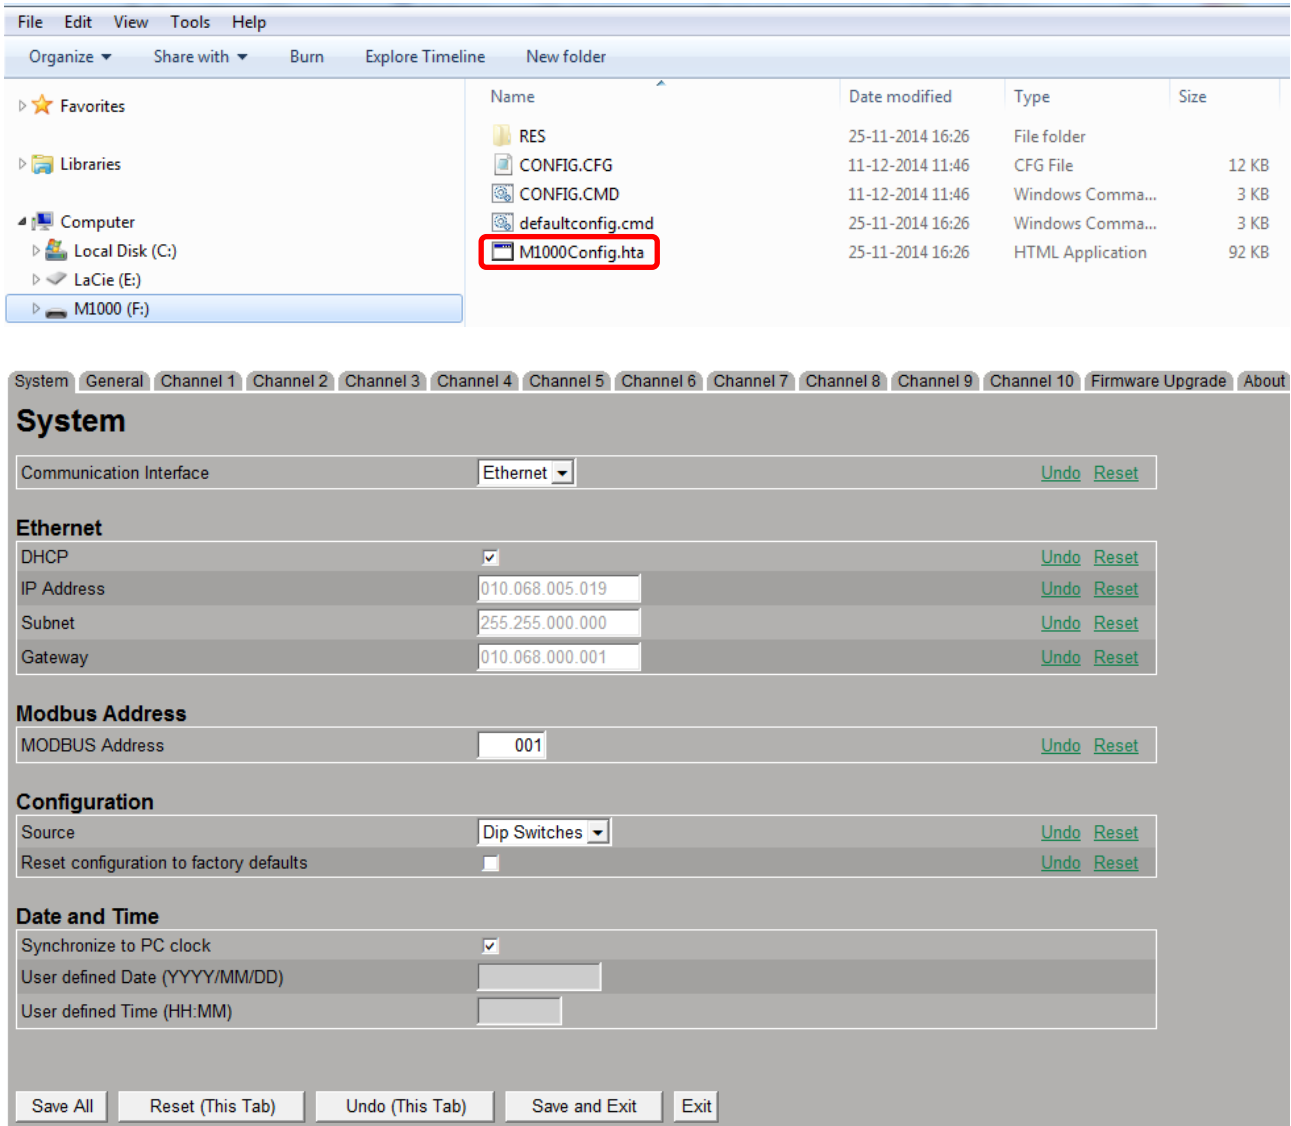 File Edit View Tools Help
Organize Share with Burn Explore Timeline New folder
Name Date modified Type Size
Favorites
RES 25-11-2014 16:26 File folder
Libraries
CONFIG.CFG 11-12-2014 11:46 CFG File 12 KB
CONFIG.CMD 11-12-2014 11:46 Windows Comma... 3 KB
Computer
defaultconfig.cmd 25-11-2014 16:26 Windows Comma... 3 KB
Local Disk (C:)
M1000Config.hta 25-11-2014 16:26 HTML Application 92 KB
LaCie (E:)
M1000 (F:)
System General Channel 1 Channel 2 Channel 3 Channel 4 Channel 5 Channel 6 Channel 7 Channel 8 Channel 9 Channel 10 Firmware Upgrade About
System
Communication Interface Ethernet Undo Reset
Ethernet
DHCP Undo Reset
IP Address 010.068.005.019 Undo Reset
Subnet 255.255.000.000 Undo Reset
Gateway 010.068.000.001 Undo Reset
Modbus Address
MODBUS Address 001 Undo Reset
Configuration
Source Dip Switches Undo Reset
Reset configuration to factory defaults Undo Reset
Date and Time
Synchronize to PC clock
User defined Date (YYYY/MM/DD)
User defined Time (HH:MM)
Save All Reset (This Tab) Undo (This Tab) Save and Exit Exit